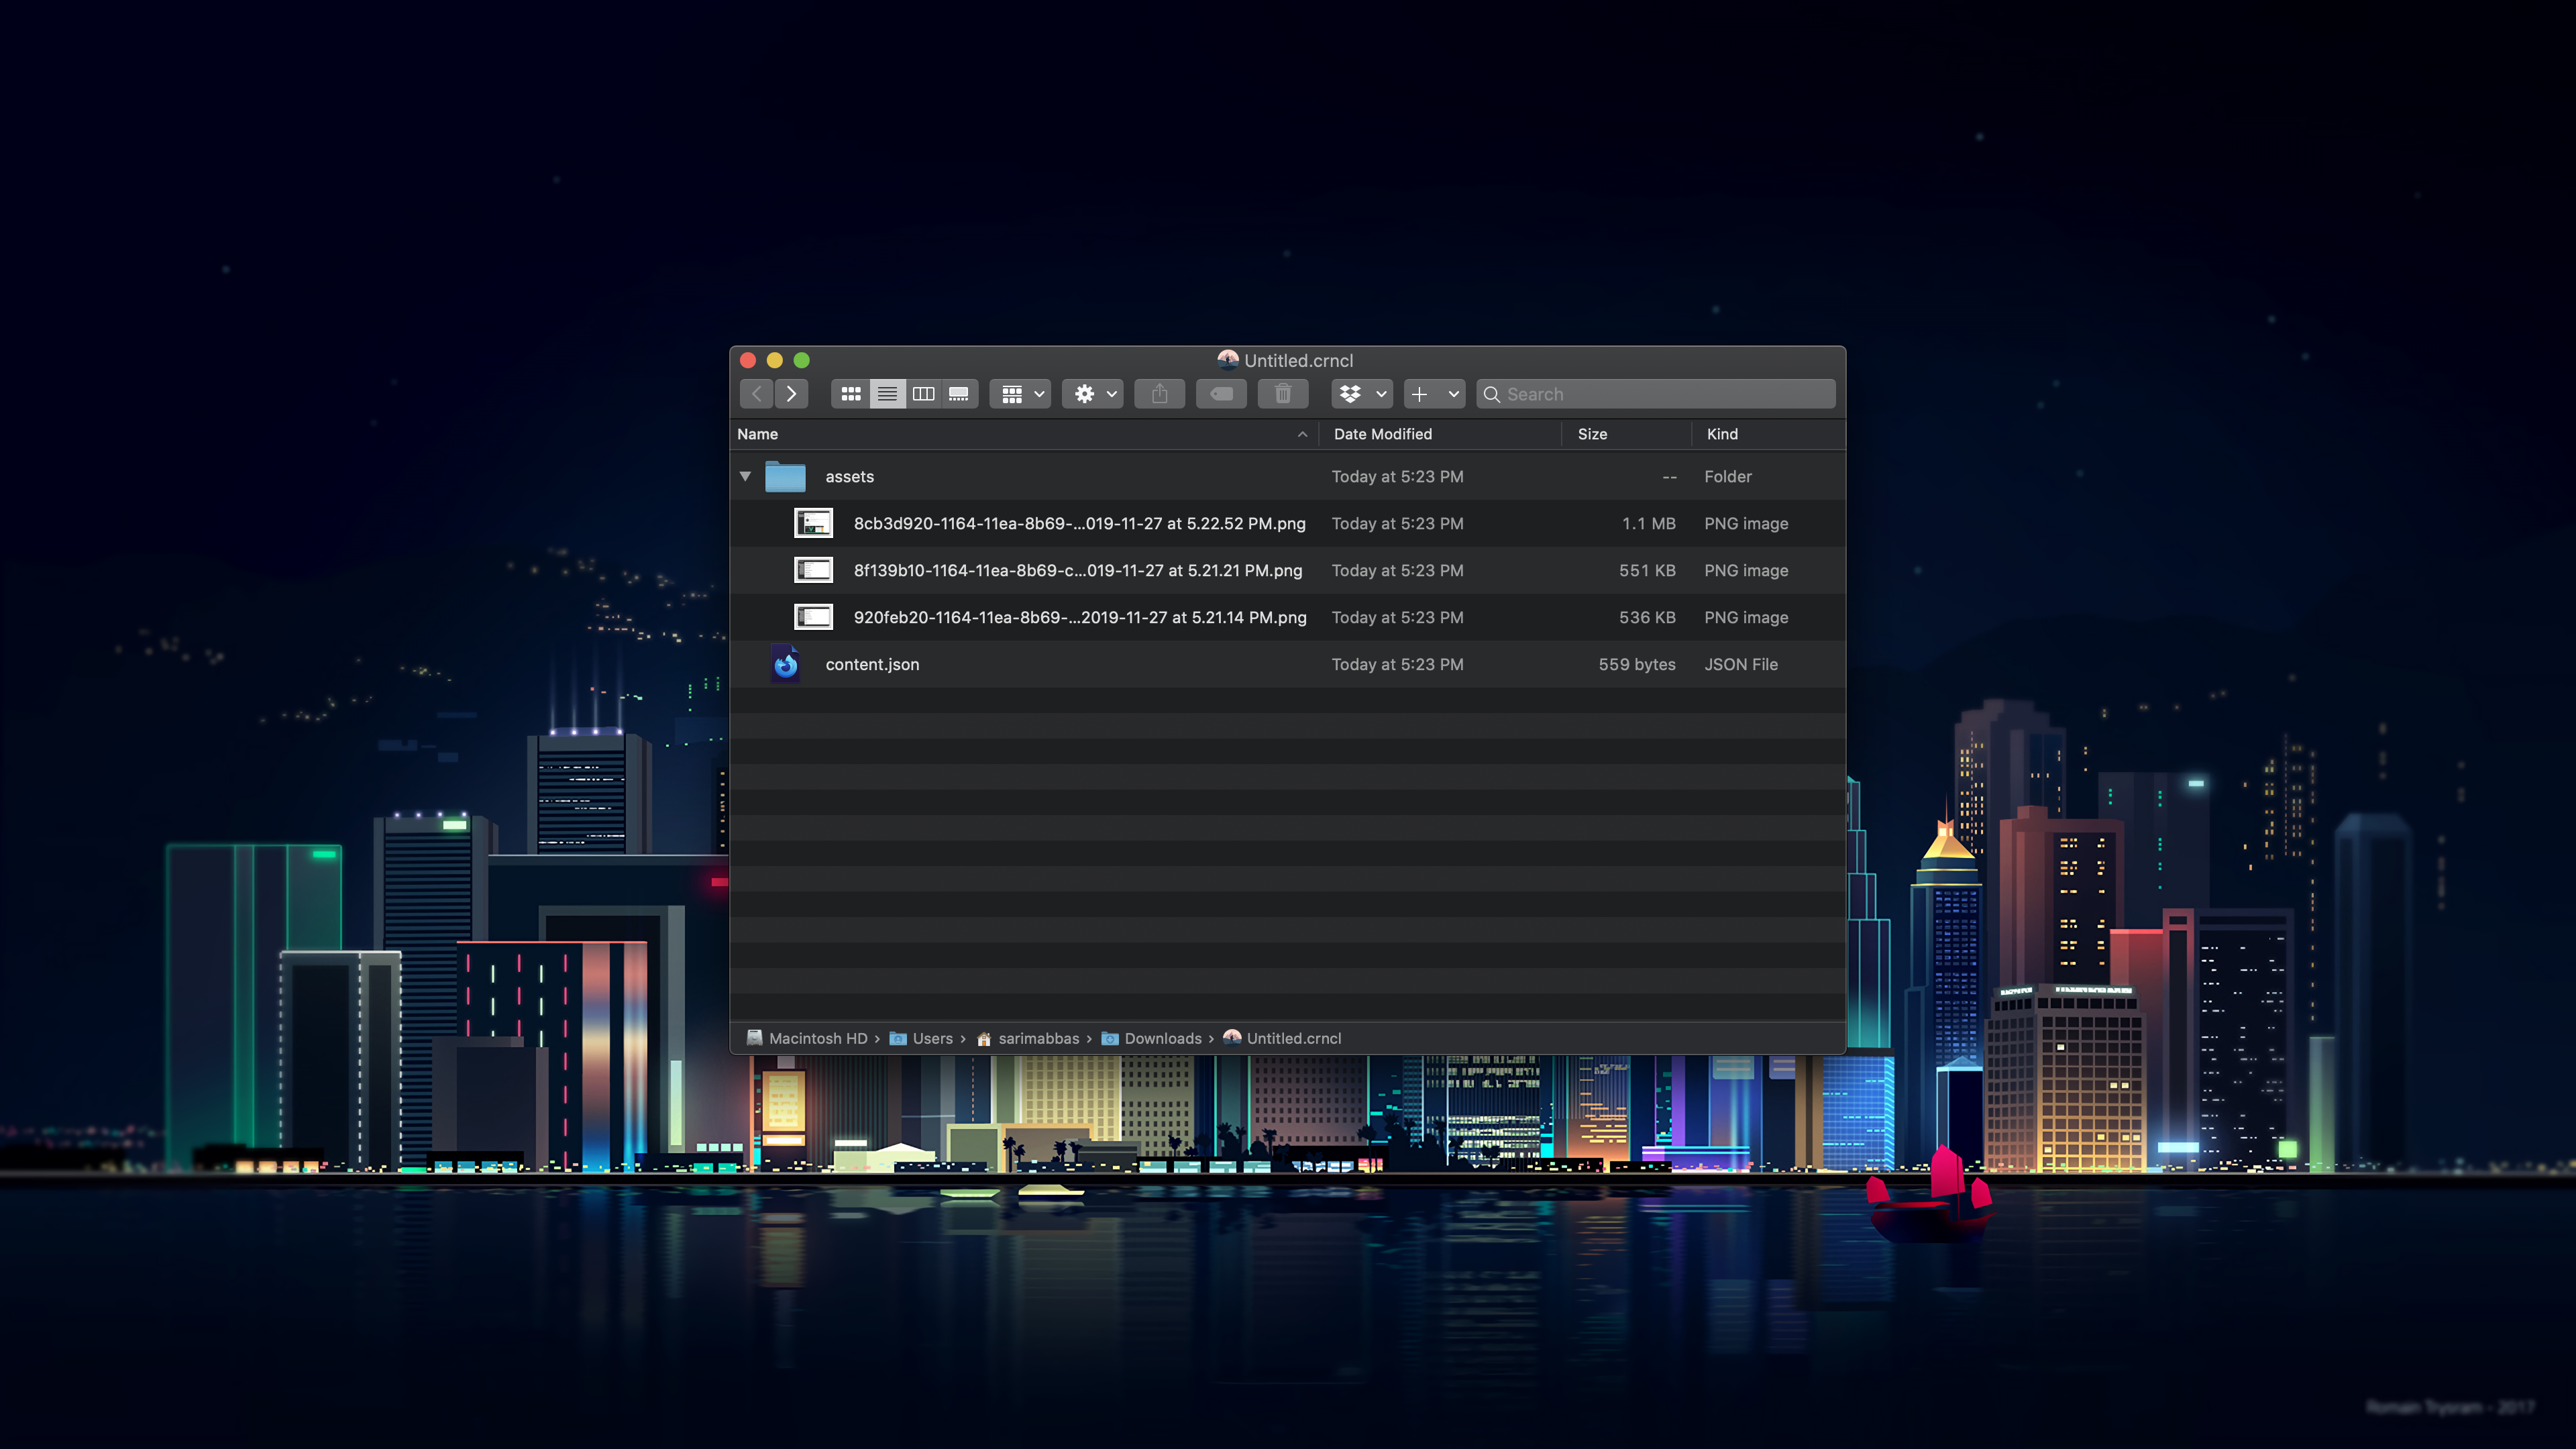 Untitled.crncl
Search
Name Date Modified Size Kind
assets Today at 5:23 PM -- Folder
8cb3d920-1164-11ea-8b69-...019-11-27 at 5.22.52 PM.png Today at 5:23 PM 1.1 MB PNG image
8f139b10-1164-11ea-8b69-c...019-11-27 at 5.21.21 PM.png Today at 5:23 PM 551 KB PNG image
920feb20-1164-11ea-8b69-...2019-11-27 at 5.21.14 PM.png Today at 5:23 PM 536 KB PNG image
content.json Today at 5:23 PM 559 bytes JSON File
Macintosh HD › Users › sarimabbas › Downloads › Untitled.crncl
Romain Trystram - 2017